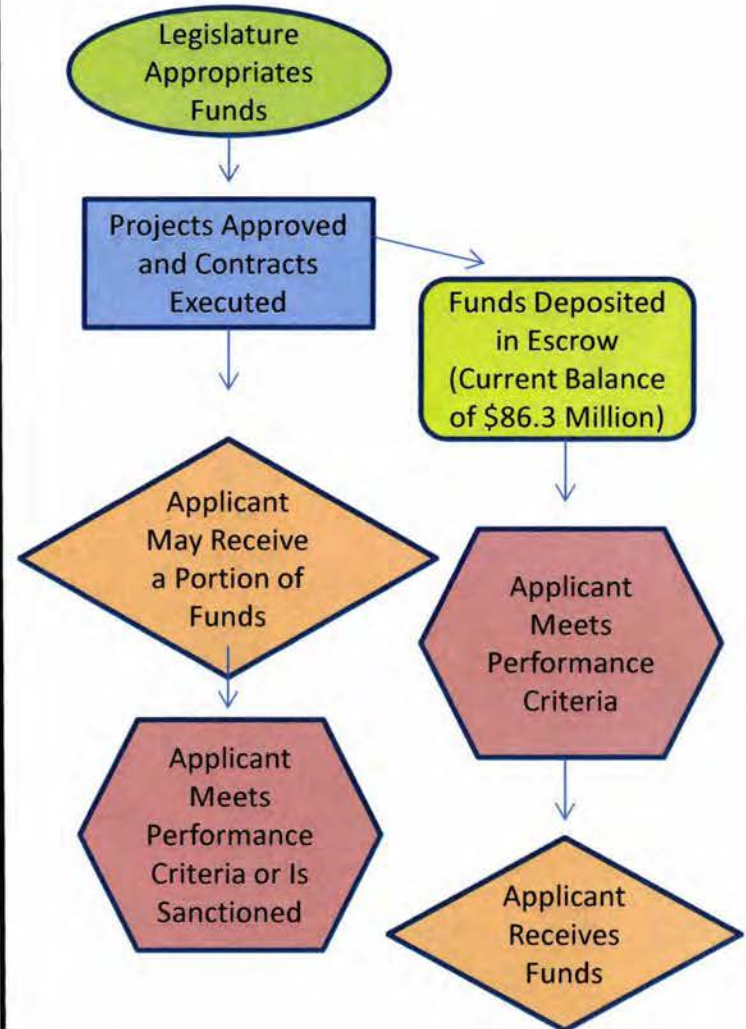 Legislature
Appropriates
Funds
Projects Approved
and Contracts
Executed
Funds Deposited
in Escrow
(Current Balance
of $86.3 Million)
Applicant
May Receive
a Portion of
Funds
Applicant
Meets
Performance
Criteria
Applicant
Meets
Performance
Criteria or Is
Sanctioned
Applicant
Receives
Funds